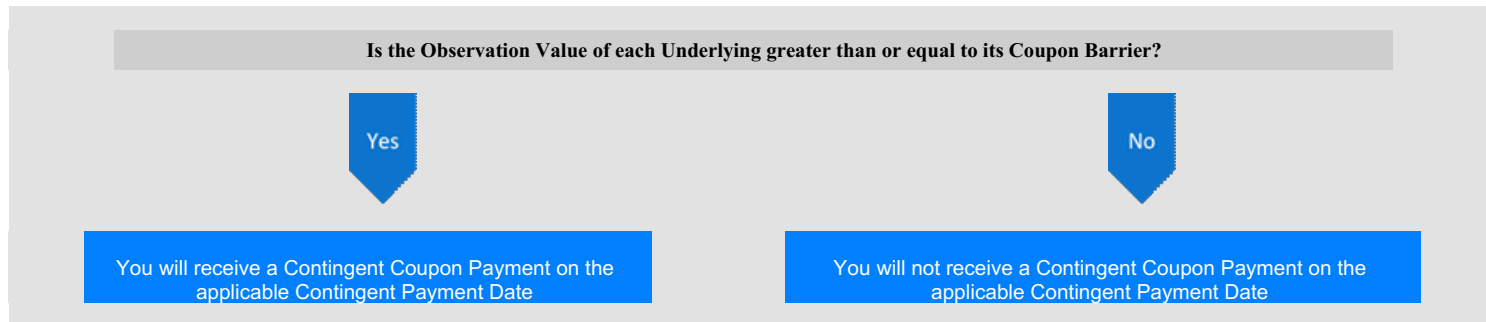 Is the Observation Value of each Underlying greater than or equal to its Coupon Barrier?
Yes
No
You will receive a Contingent Coupon Payment on the
applicable Contingent Payment Date
You will not receive a Contingent Coupon Payment on the
applicable Contingent Payment Date